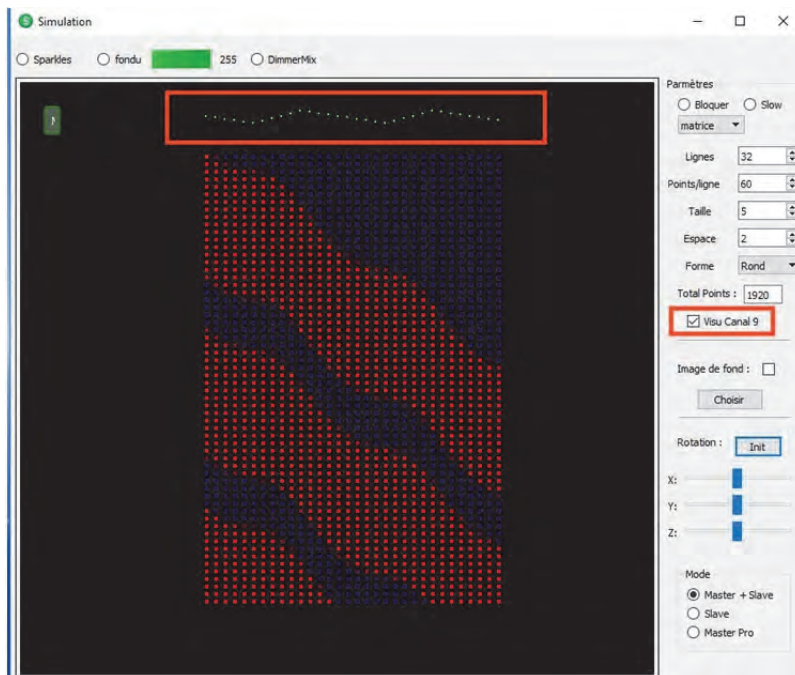 Simulation
Sparkles fondu 255 DimmerMix
Paramètres
Bloquer Slow
matrice
Lignes 32
Points/ligne 60
Taille 5
Espace 2
Forme Rond
Total Points : 1920
Visu Canal 9
Image de fond :
Choisir
Rotation : Init
X:
Y:
Z:
Mode
Master + Slave
Slave
Master Pro